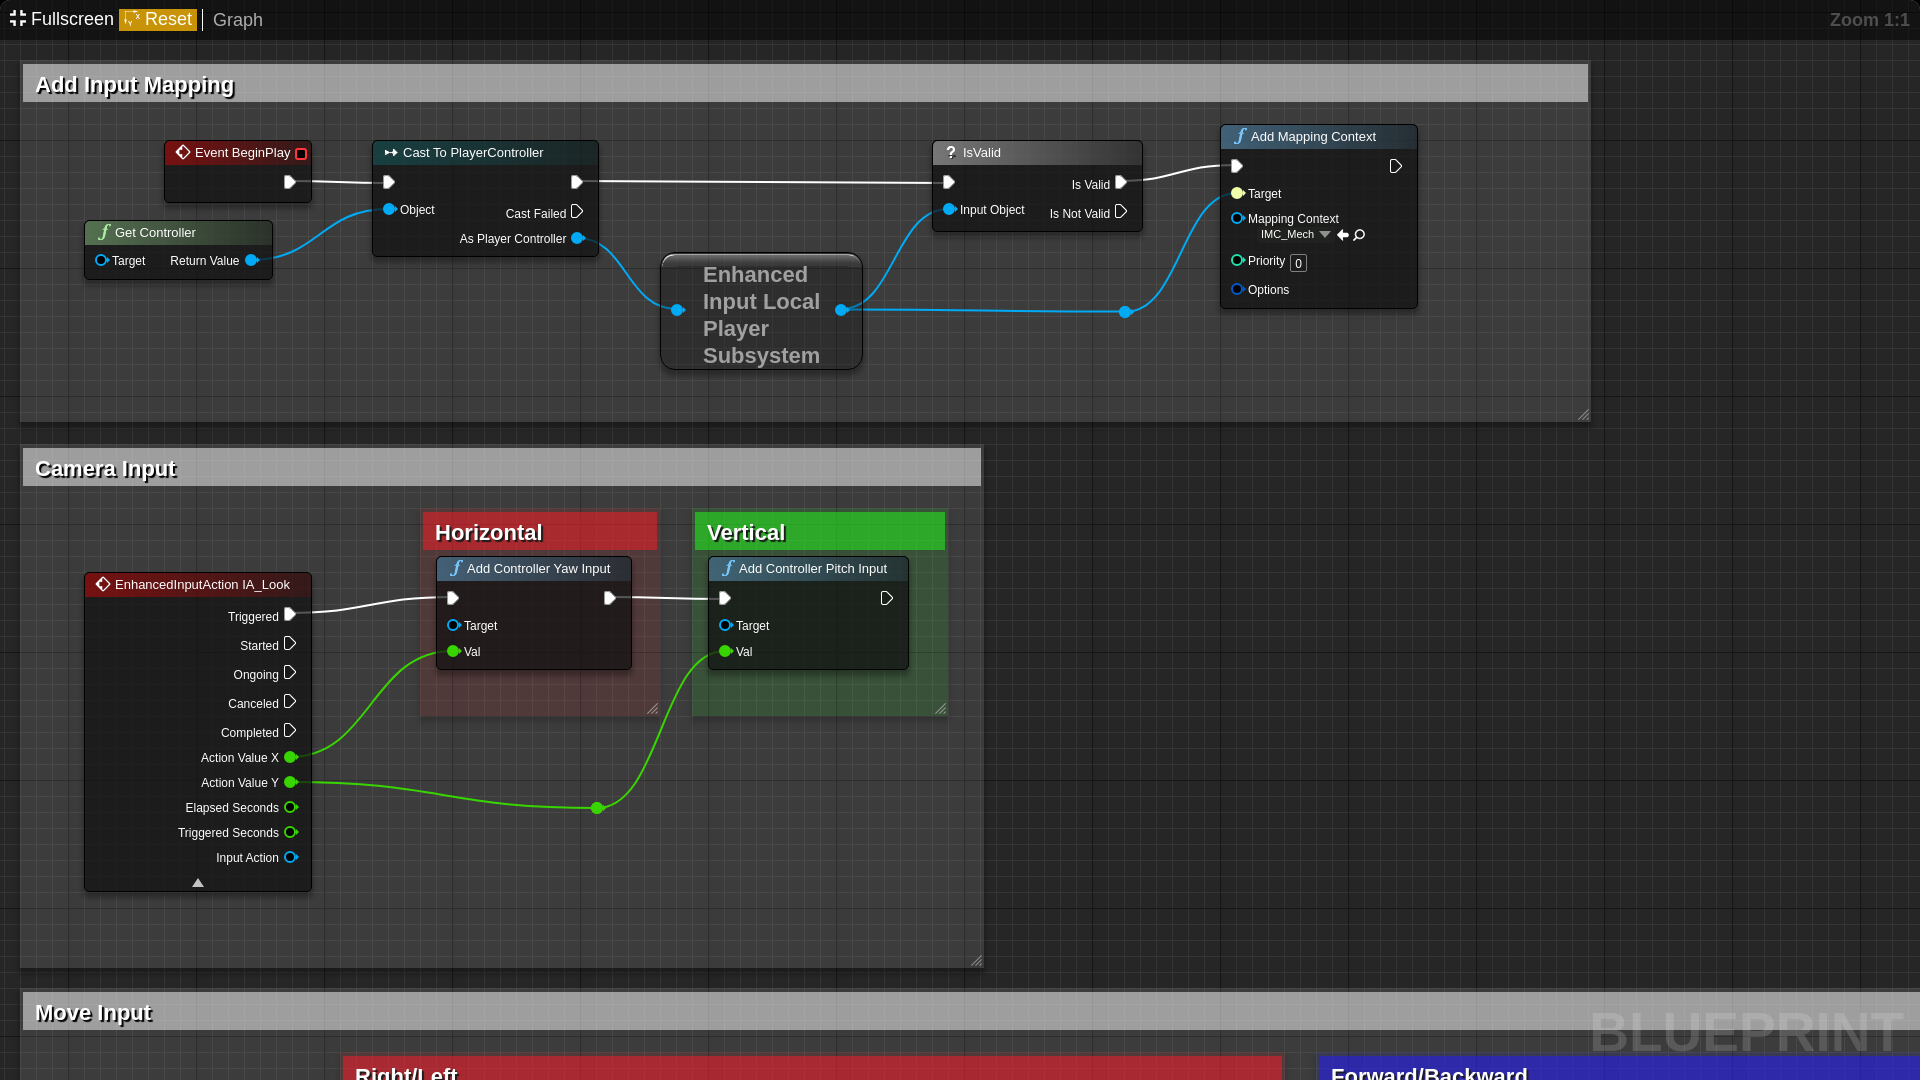 Fullscreen Reset Graph
Zoom 1:1
Add Input Mapping
Event BeginPlay
Get Controller
Target Return Value
Cast To PlayerController
Object
Cast Failed
As Player Controller
Enhanced
Input Local
Player
Subsystem
? IsValid
Is Valid
Input Object Is Not Valid
f Add Mapping Context
Target
Mapping Context
IMC_Mech
Priority 0
Options
Camera Input
EnhancedInputAction IA_Look
Triggered
Started
Ongoing
Canceled
Completed
Action Value X
Action Value Y
Elapsed Seconds
Triggered Seconds
Input Action
Horizontal
f Add Controller Yaw Input
Target
Val
Vertical
f Add Controller Pitch Input
Target
Val
Move Input
BLUEPRINT
Right/Left
Forward/Backward